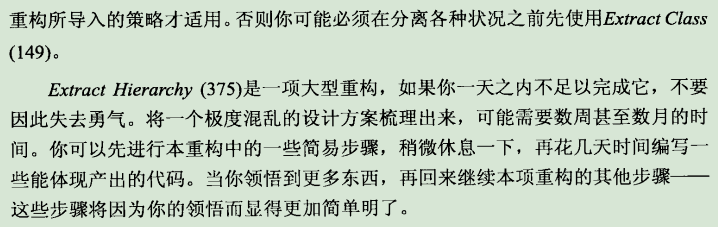 重构所导入的策略才适用。否则你可能必须在分离各种状况之前先使用Extract Class
(149)。
Extract Hierarchy (375)是一项大型重构，如果你一天之内不足以完成它，不要
因此失去勇气。将一个极度混乱的设计方案梳理出来，可能需要数周甚至数月的时
间。你可以先进行本重构中的一些简易步骤，稍微休息一下，再花几天时间编写一
些能体现产出的代码。当你领悟到更多东西，再回来继续本项重构的其他步骤——
这些步骤将因为你的领悟而显得更加简单明了。